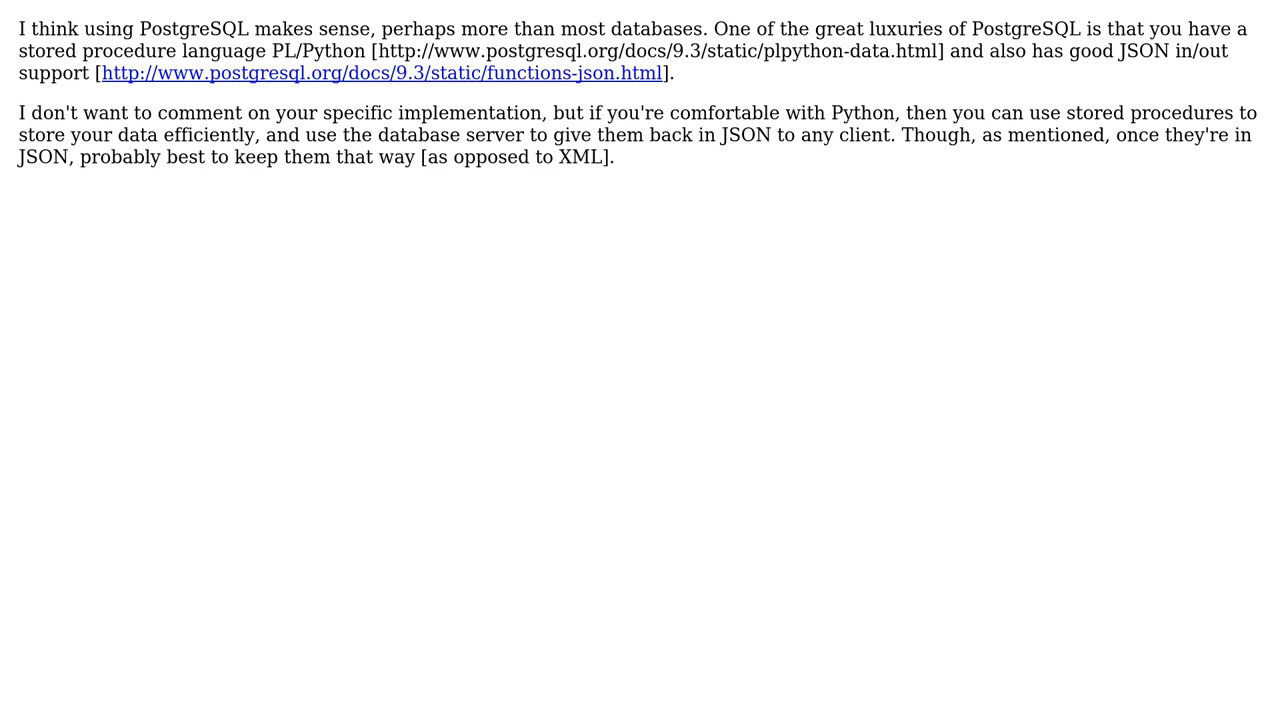 I think using PostgreSQL makes sense, perhaps more than most databases. One of the great luxuries of PostgreSQL is that you have a
stored procedure language PL/Python [http://www.postgresql.org/docs/9.3/static/plpython-data.html] and also has good JSON in/out
support [http://www.postgresql.org/docs/9.3/static/functions-json.html].
I don't want to comment on your specific implementation, but if you're comfortable with Python, then you can use stored procedures to
store your data efficiently, and use the database server to give them back in JSON to any client. Though, as mentioned, once they're in
JSON, probably best to keep them that way [as opposed to XML].